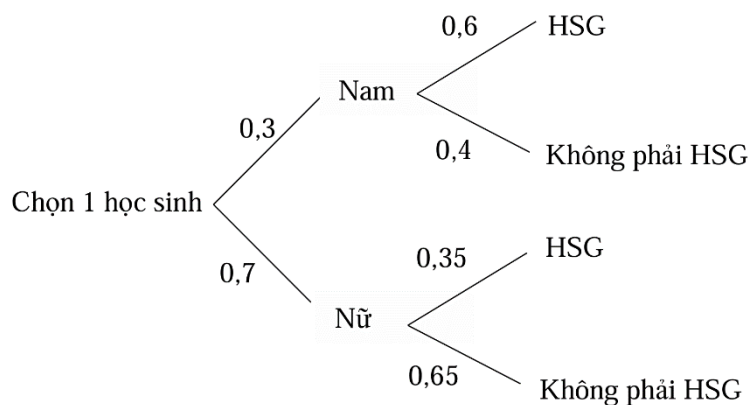 0,6
HSG
Nam
0,3
0,4
Không phải HSG
Chọn 1 học sinh
0,7
0,35
HSG
Nữ
0,65
Không phải HSG